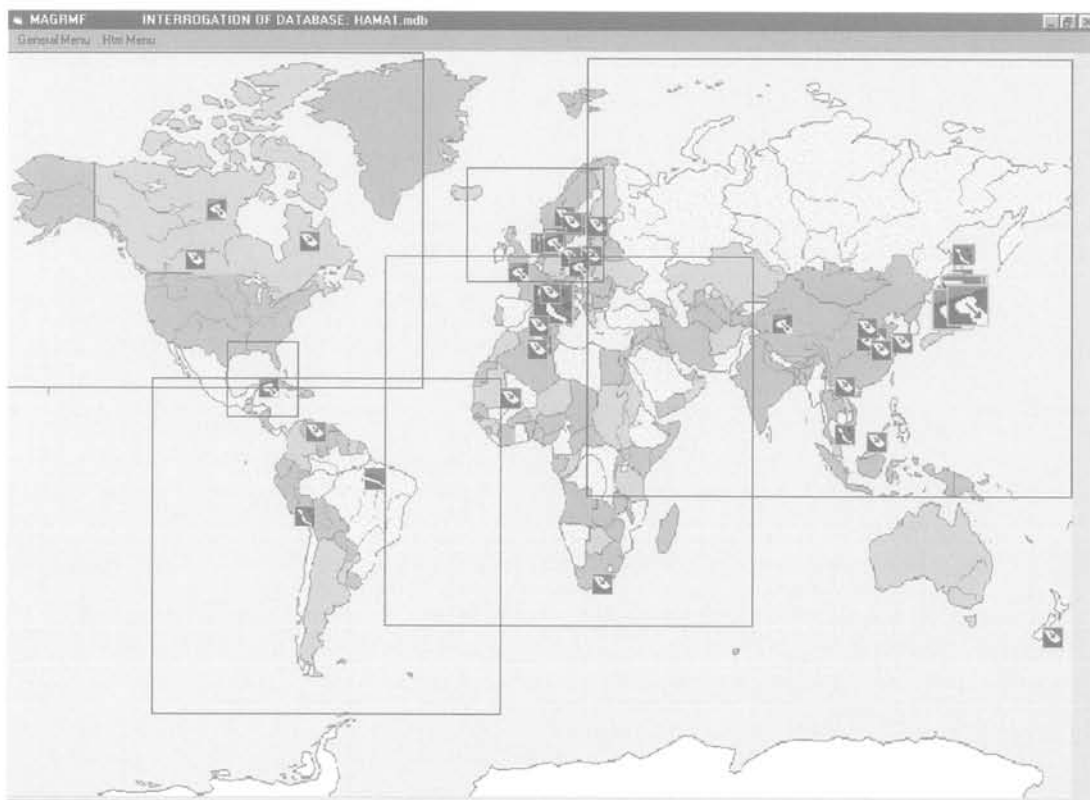 MAGRMF INTERROGATION OF DATABASE: HAMA1.mdb
General Menu Htm Menu